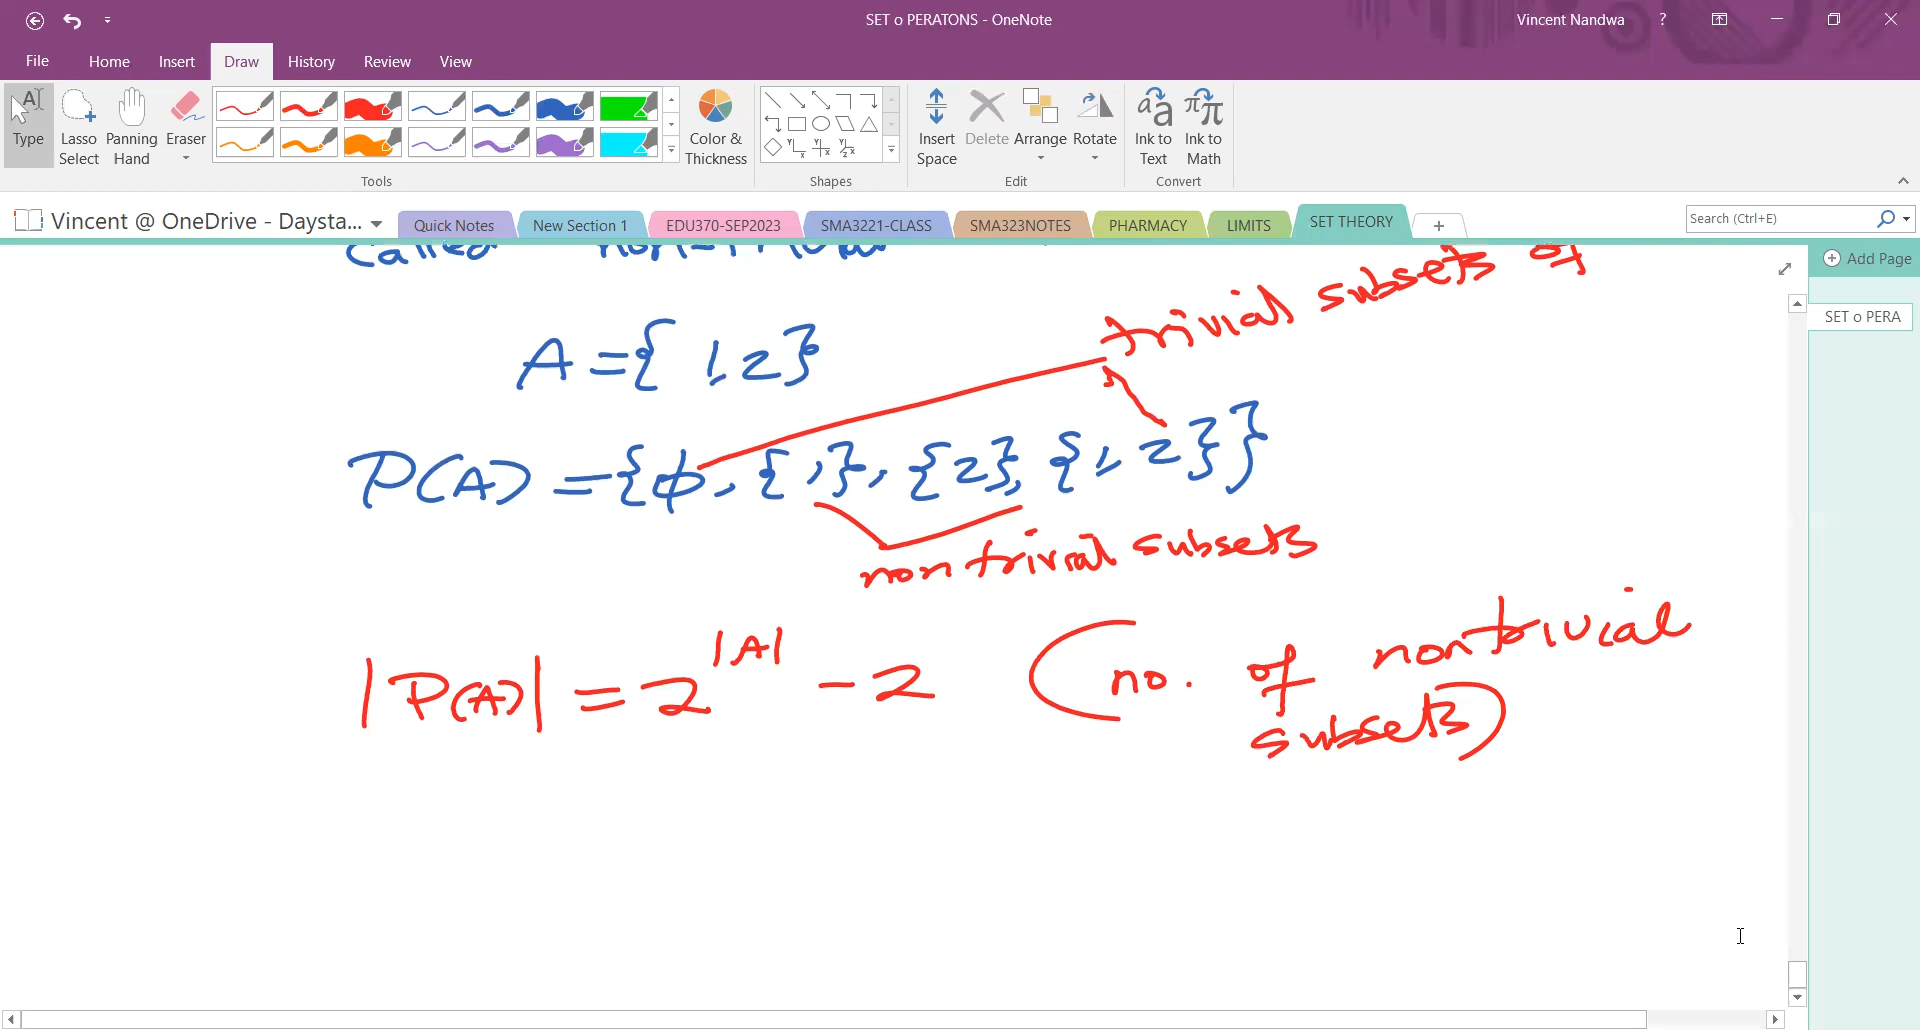 SET o PERATONS - OneNote
Vincent Nandwa
?
File Home Insert Draw History Review View
Type
Lasso Select
Panning Hand
Eraser
Color & Thickness
Insert Space
Delete
Arrange
Rotate
Ink to Text
Ink to Math
Tools
Shapes
Edit
Convert
Vincent @ OneDrive - Daysta...
Quick Notes
New Section 1
EDU370-SEP2023
SMA3221-CLASS
SMA323NOTES
PHARMACY
LIMITS
SET THEORY
+
Search (Ctrl+E)
Add Page
SET o PERA
called
trivial subsets of
A = { 1, 2 }
P(A) = { ϕ, { 1 }, { 2 }, { 1, 2 } }
non trivial subsets
|P(A)| = 2^|A| - 2 (no. of nontrivial
subsets)